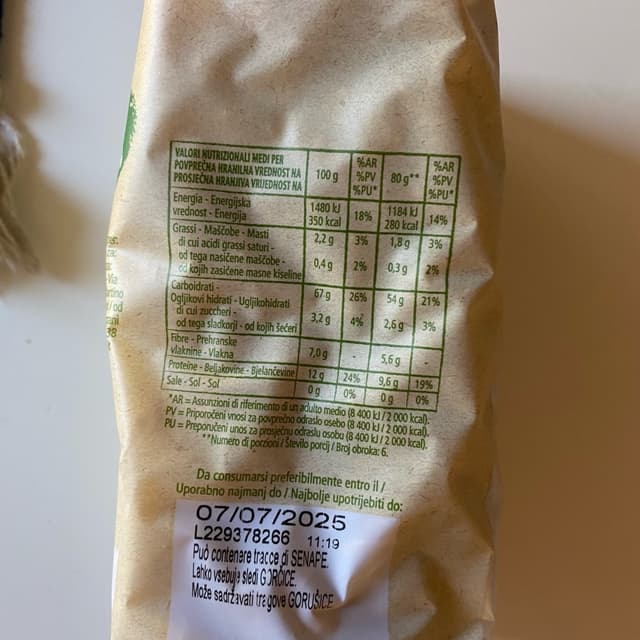 VALORI NUTRIZIONALI MEDI PER
POVPREČNA HRANILNA VREDNOST NA
PROSJEČNA HRANJIVA VRIJEDNOST NA
100 g
%AR
%PV
%PU*
80 g**
%AR
%PV
%PU*
Energia - Energijska
vrednost - Energija
1480 kJ
350 kcal
18%
1184 kJ
280 kcal
14%
Grassi - Maščobe - Masti
2,2 g 3% 1,8 g 3%
di cui acidi grassi saturi -
od tega nasičene maščobe -
od kojih zasićene masne kiseline
0,4 g 2% 0,3 g 2%
Carboidrati -
Ogljikovi hidrati - Ugljikohidrati
67 g 26% 54 g 21%
di cui zuccheri -
od tega sladkorji - od kojih šećeri
3,2 g 4% 2,6 g 3%
Fibre - Prehranske
vlaknine - Vlakna
7,0 g - 5,6 g -
Proteine - Beljakovine - Bjelančevine 12 g 24% 9,6 g 19%
Sale - Sol - Sol 0 g 0% 0 g 0%
*AR = Assunzioni di riferimento di un adulto medio (8 400 kJ / 2 000 kcal).
PV = Priporočeni vnosi za povprečno odraslo osebo (8 400 kJ / 2 000 kcal).
PU = Preporučeni unos za prosječnu odraslu osobu (8 400 kJ / 2 000 kcal).
**Numero di porzioni / Število porcij / Broj obroka: 6.
Da consumarsi preferibilmente entro il /
Uporabno najmanj do / Najbolje upotrijebiti do:
07/07/2025
L229378266 11:19
Può contenere tracce di SENAPE.
Lahko vsebuje sledi GORČICE.
Može sadržavati tragove GORUŠICE